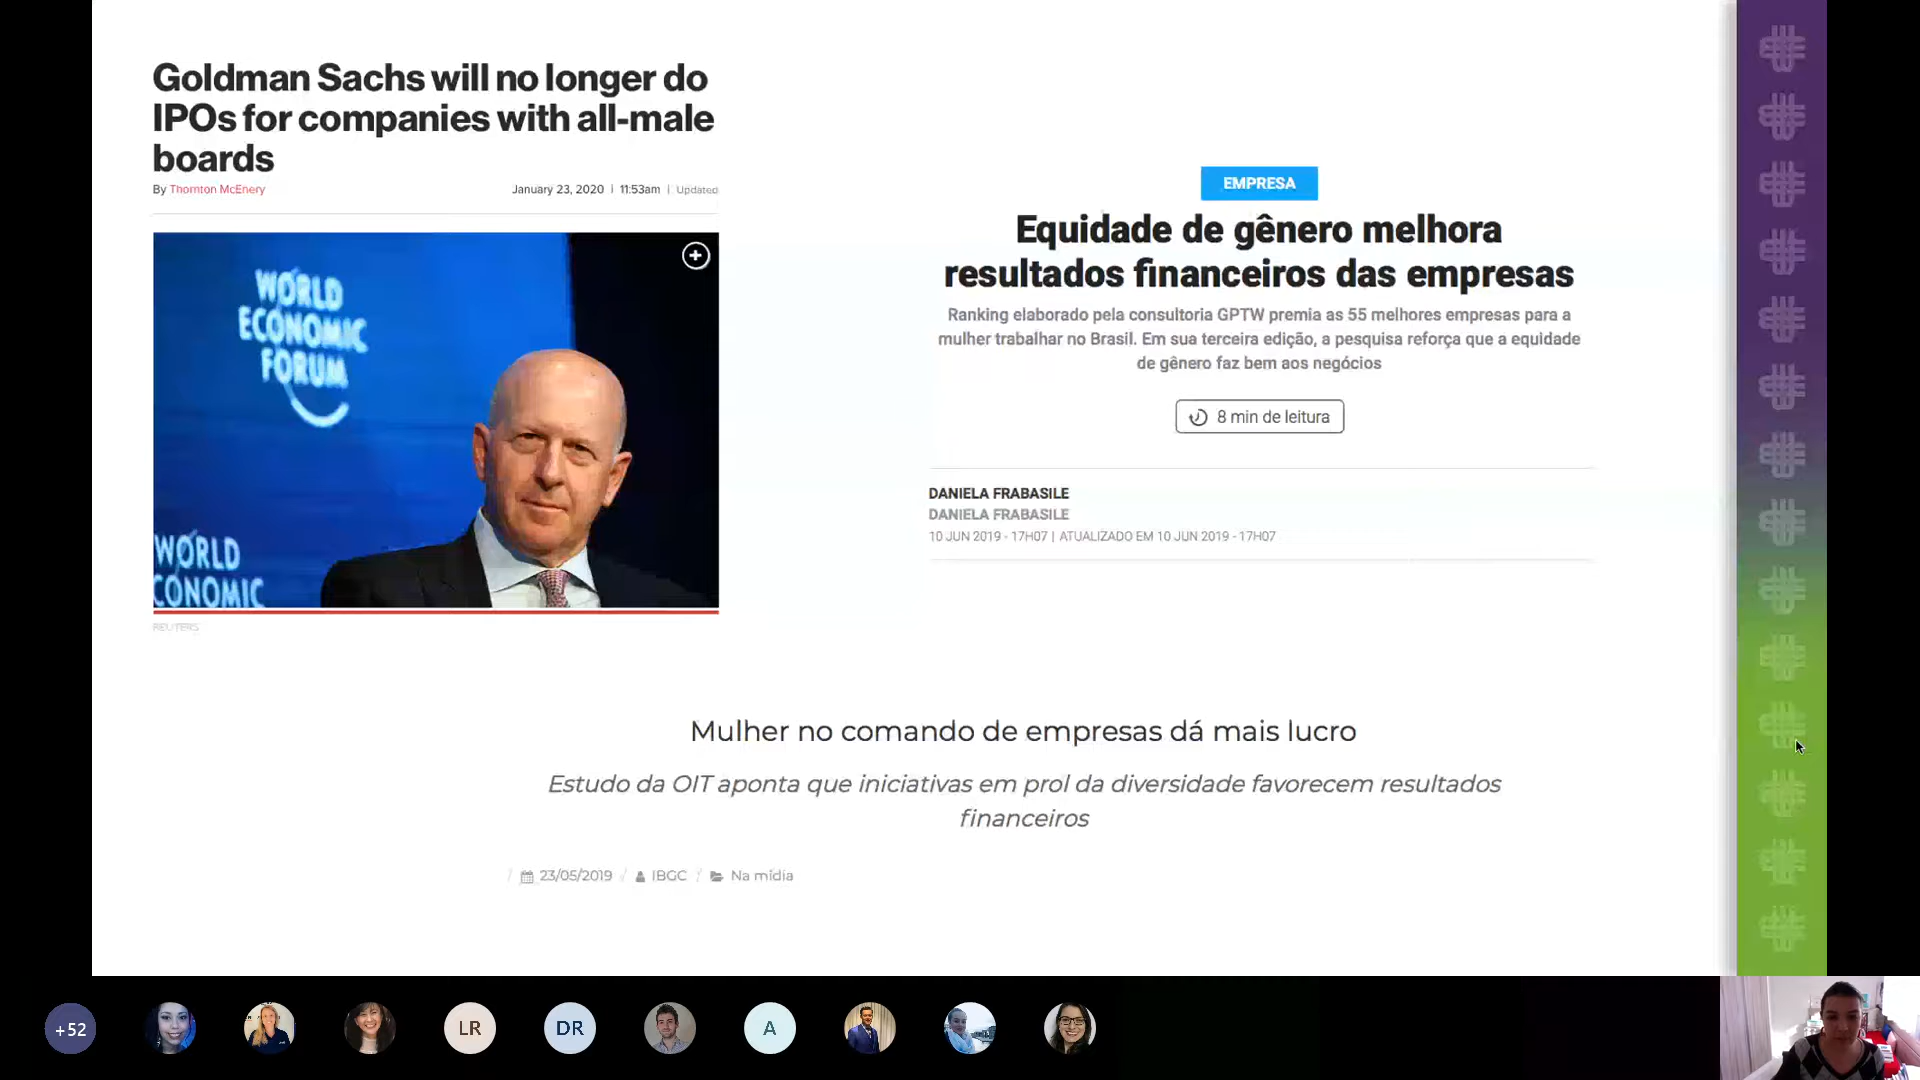 Goldman Sachs will no longer do
IPOs for companies with all-male
boards
By Thornton McEnery
January 23, 2020 | 11:53am | Updated
WORLD
ECONOMIC
FORUM
WORLD
CONOMIC
REUTERS
EMPRESA
Equidade de gênero melhora
resultados financeiros das empresas
Ranking elaborado pela consultoria GPTW premia as 55 melhores empresas para a
mulher trabalhar no Brasil. Em sua terceira edição, a pesquisa reforça que a equidade
de gênero faz bem aos negócios
8 min de leitura
DANIELA FRABASILE
DANIELA FRABASILE
10 JUN 2019 - 17H07 | ATUALIZADO EM 10 JUN 2019 - 17H07
Mulher no comando de empresas dá mais lucro
Estudo da OIT aponta que iniciativas em prol da diversidade favorecem resultados
financeiros
/ 23/05/2019 / IBGC / Na mídia
+52
LR
DR
A